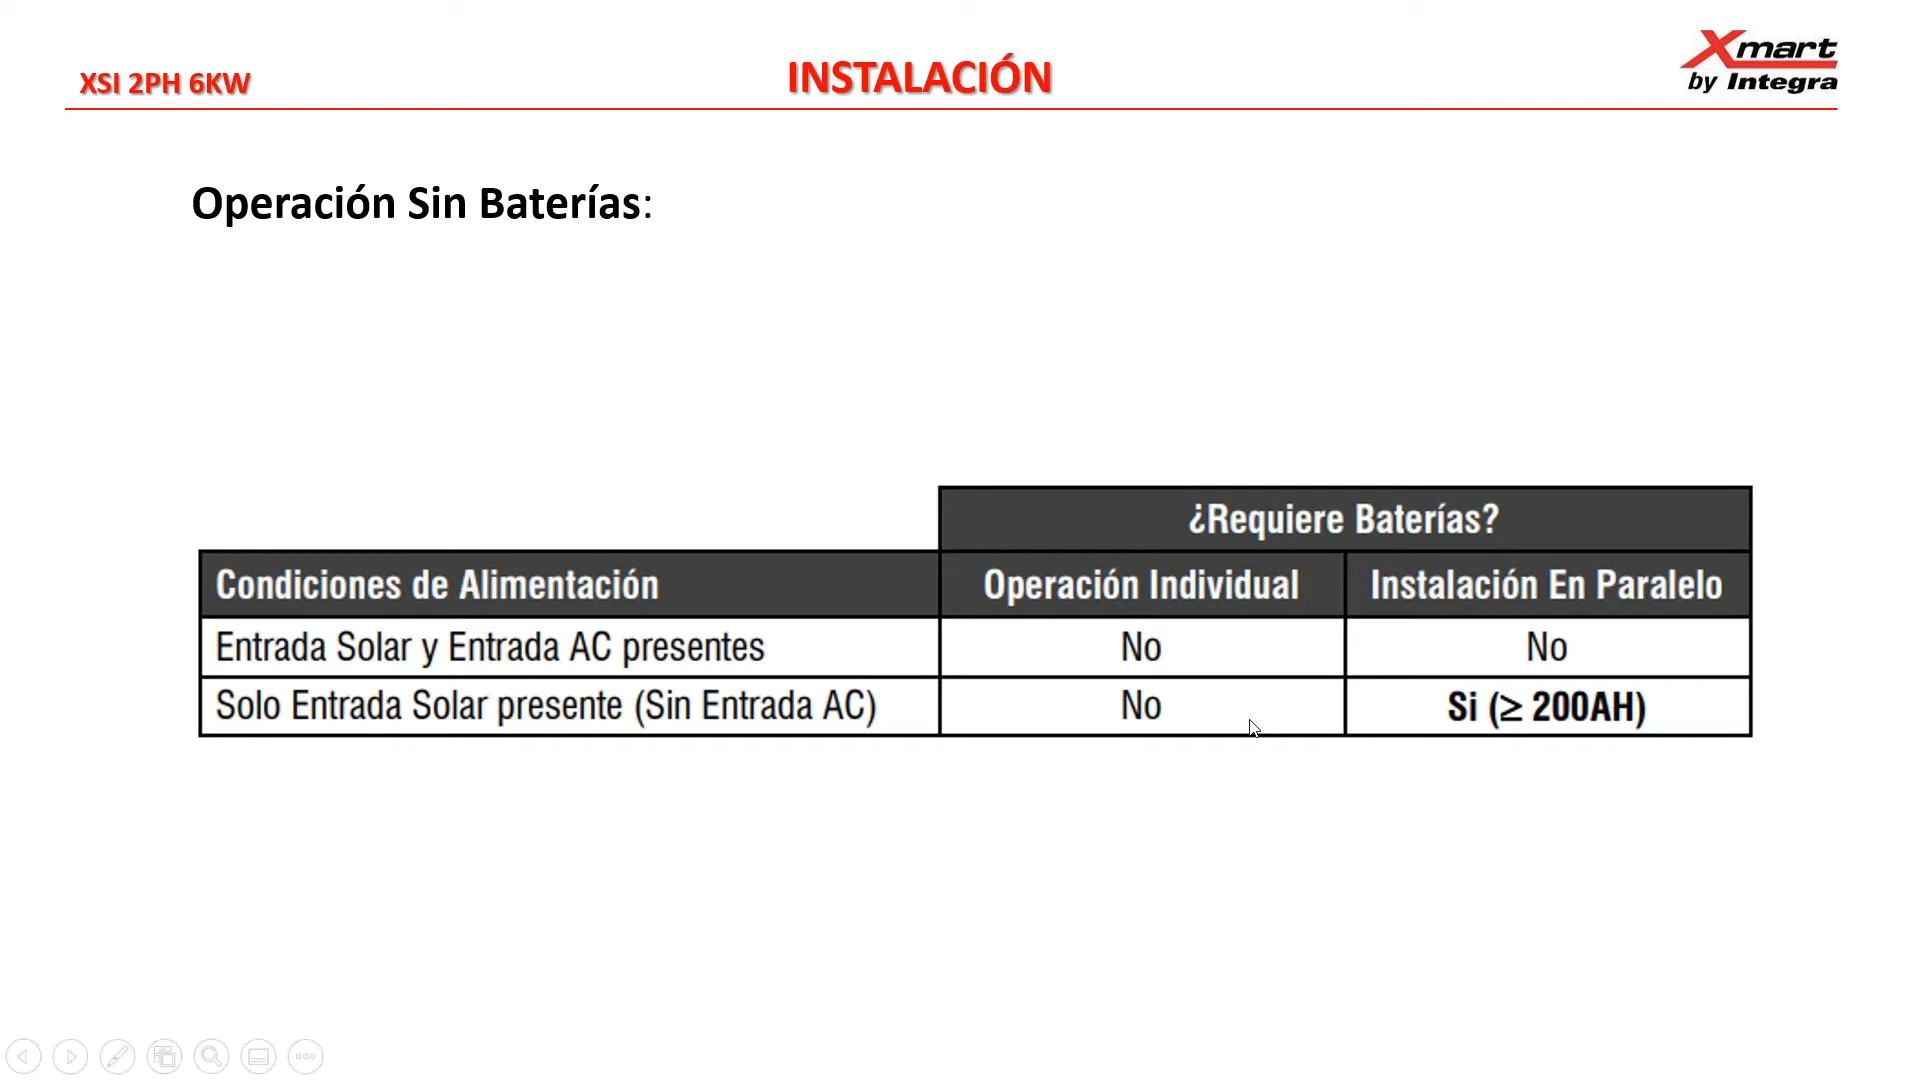 XSI 2PH 6KW
INSTALACIÓN
Xmart
by Integra
Operación Sin Baterías:
¿Requiere Baterías?
Condiciones de Alimentación
Operación Individual
Instalación En Paralelo
Entrada Solar y Entrada AC presentes
No
No
Solo Entrada Solar presente (Sin Entrada AC)
No
Si (≥ 200AH)